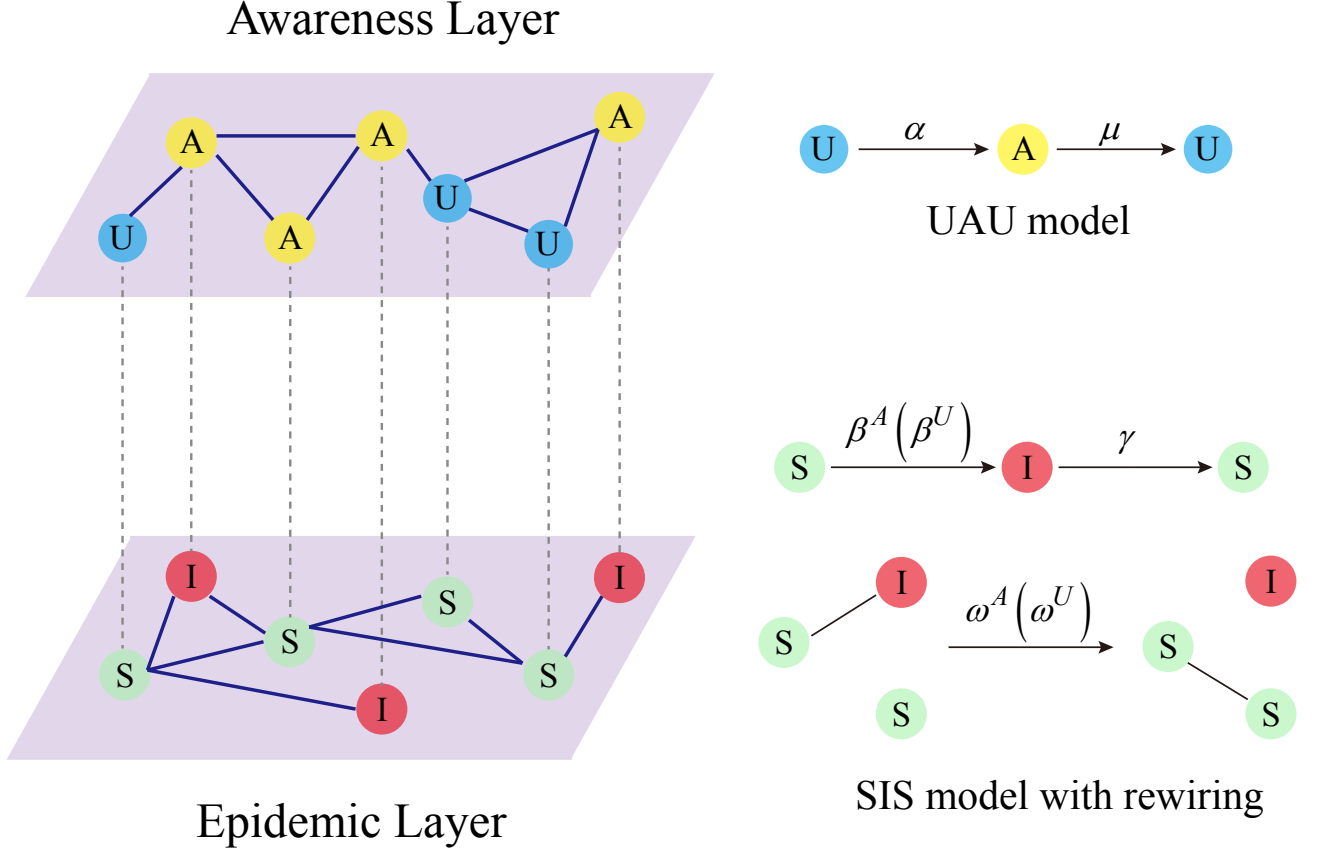 Awareness Layer
A A A
U U U
A
U α A μ U
UAU model
β^A(β^U)
S I γ S
I S I
S S S I
I ω^A(ω^U) I
S S
S S
SIS model with rewiring
Epidemic Layer